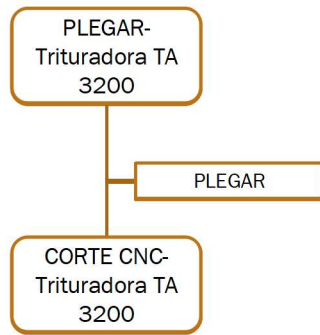 PLEGAR-
Trituradora TA
3200
PLEGAR
CORTE CNC-
Trituradora TA
3200